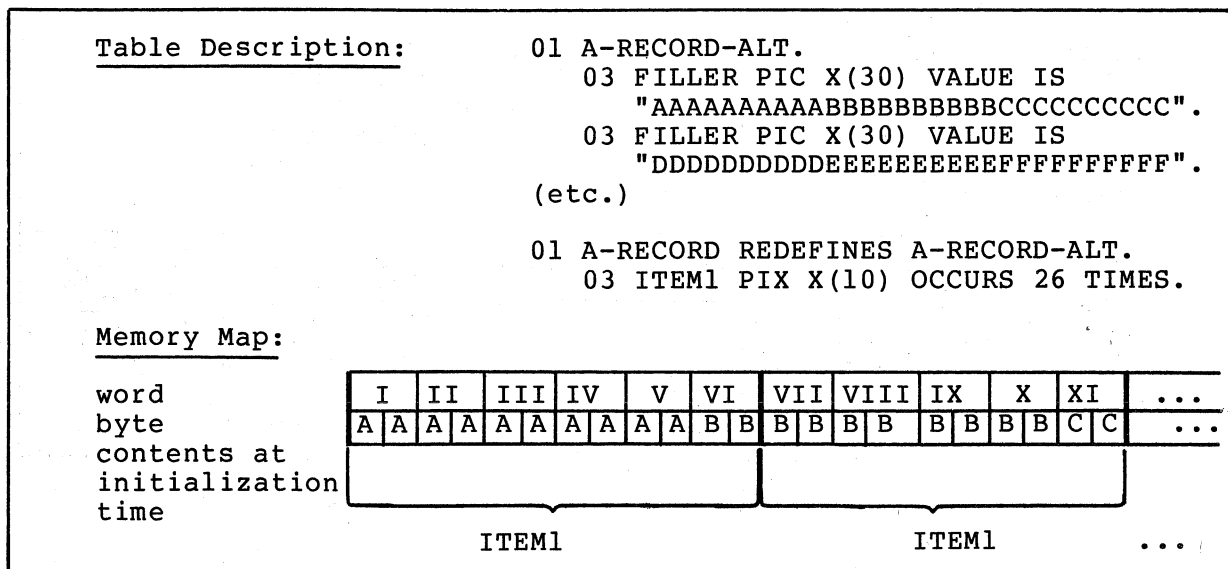 Table Description: 01 A-RECORD-ALT.
03 FILLER PIC X(30) VALUE IS
"AAAAAAAAAABBBBBBBBBBCCCCCCCCCC".
03 FILLER PIC X(30) VALUE IS
"DDDDDDDDDDEEEEEEEEEEFFFFFFFFFF".
(etc.)
01 A-RECORD REDEFINES A-RECORD-ALT.
03 ITEM1 PIX X(10) OCCURS 26 TIMES.
Memory Map:
word I II III IV V VI VII VIII IX X XI ...
byte A A A A A A A A A A B B B B B B B B B B C C ...
contents at
initialization
time
ITEM1 ITEM1 ...